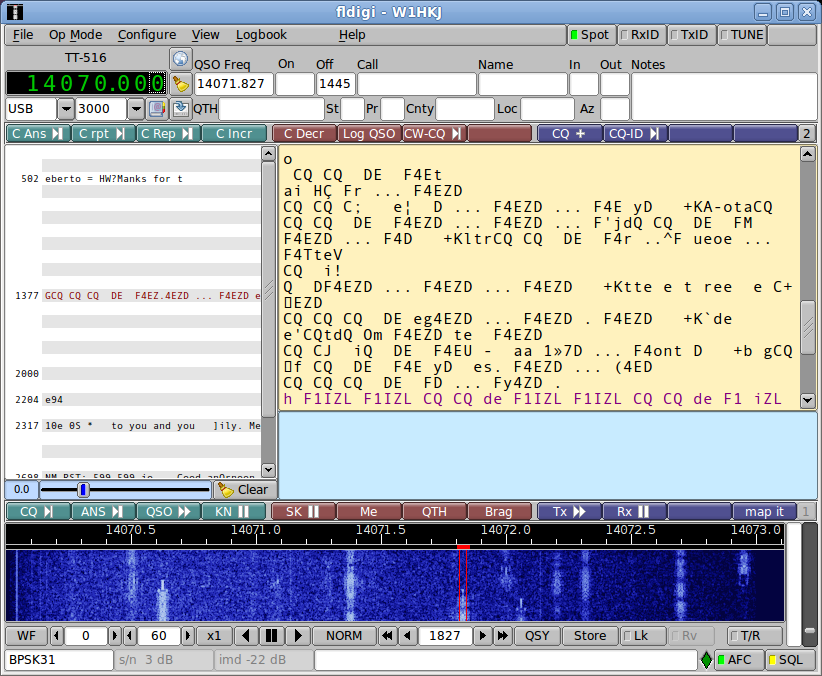 fldigi - W1HKJ
File Op Mode Configure View Logbook Help Spot RxID TxID TUNE
TT-516
QSO Freq On Off Call Name In Out Notes
14070.000 14071.827 1445
USB 3000 QTH St Pr Cnty Loc Az
C Ans C rpt C Rep C Incr C Decr Log QSO CW-CQ CQ CQ-ID 2
502 eberto = HW?Manks for t
1377 GCQ CQ CQ DE F4EZ.4EZD ... F4EZD e
2000
2204 e94
2317 10e 0S * to you and you ]ily. Me
0.0 Clear
o
CQ CQ DE F4Et
ai HÇ Fr ... F4EZD
CQ CQ C; e¦ D ... F4EZD ... F4E yD +KA-otaCQ
CQ CQ DE F4EZD ... F4EZD ... F'jdQ CQ DE FM
F4EZD ... F4D +KltrCQ CQ DE F4r ..^F ueoe ...
F4TteV
CQ i!
Q DF4EZD ... F4EZD ... F4EZD +Ktte e t ree e C+
▯EZD
CQ CQ CQ DE eg4EZD ... F4EZD . F4EZD +K`de
e'CQtdQ Om F4EZD te F4EZD
CQ CJ iQ DE F4EU - aa 1»7D ... F4ont D +b gCQ
▯f CQ DE F4E yD es. F4EZD ... (4ED
CQ CQ CQ DE FD ... Fy4ZD .
h F1IZL F1IZL CQ CQ de F1IZL F1IZL CQ CQ de F1 iZL
CQ ANS QSO KN SK Me QTH Brag Tx Rx map it 1
14070.5 14071.0 14071.5 14072.0 14072.5 14073.0
WF 0 60 x1 NORM 1827 QSY Store Lk Rv T/R
BPSK31 s/n 3 dB imd -22 dB AFC SQL